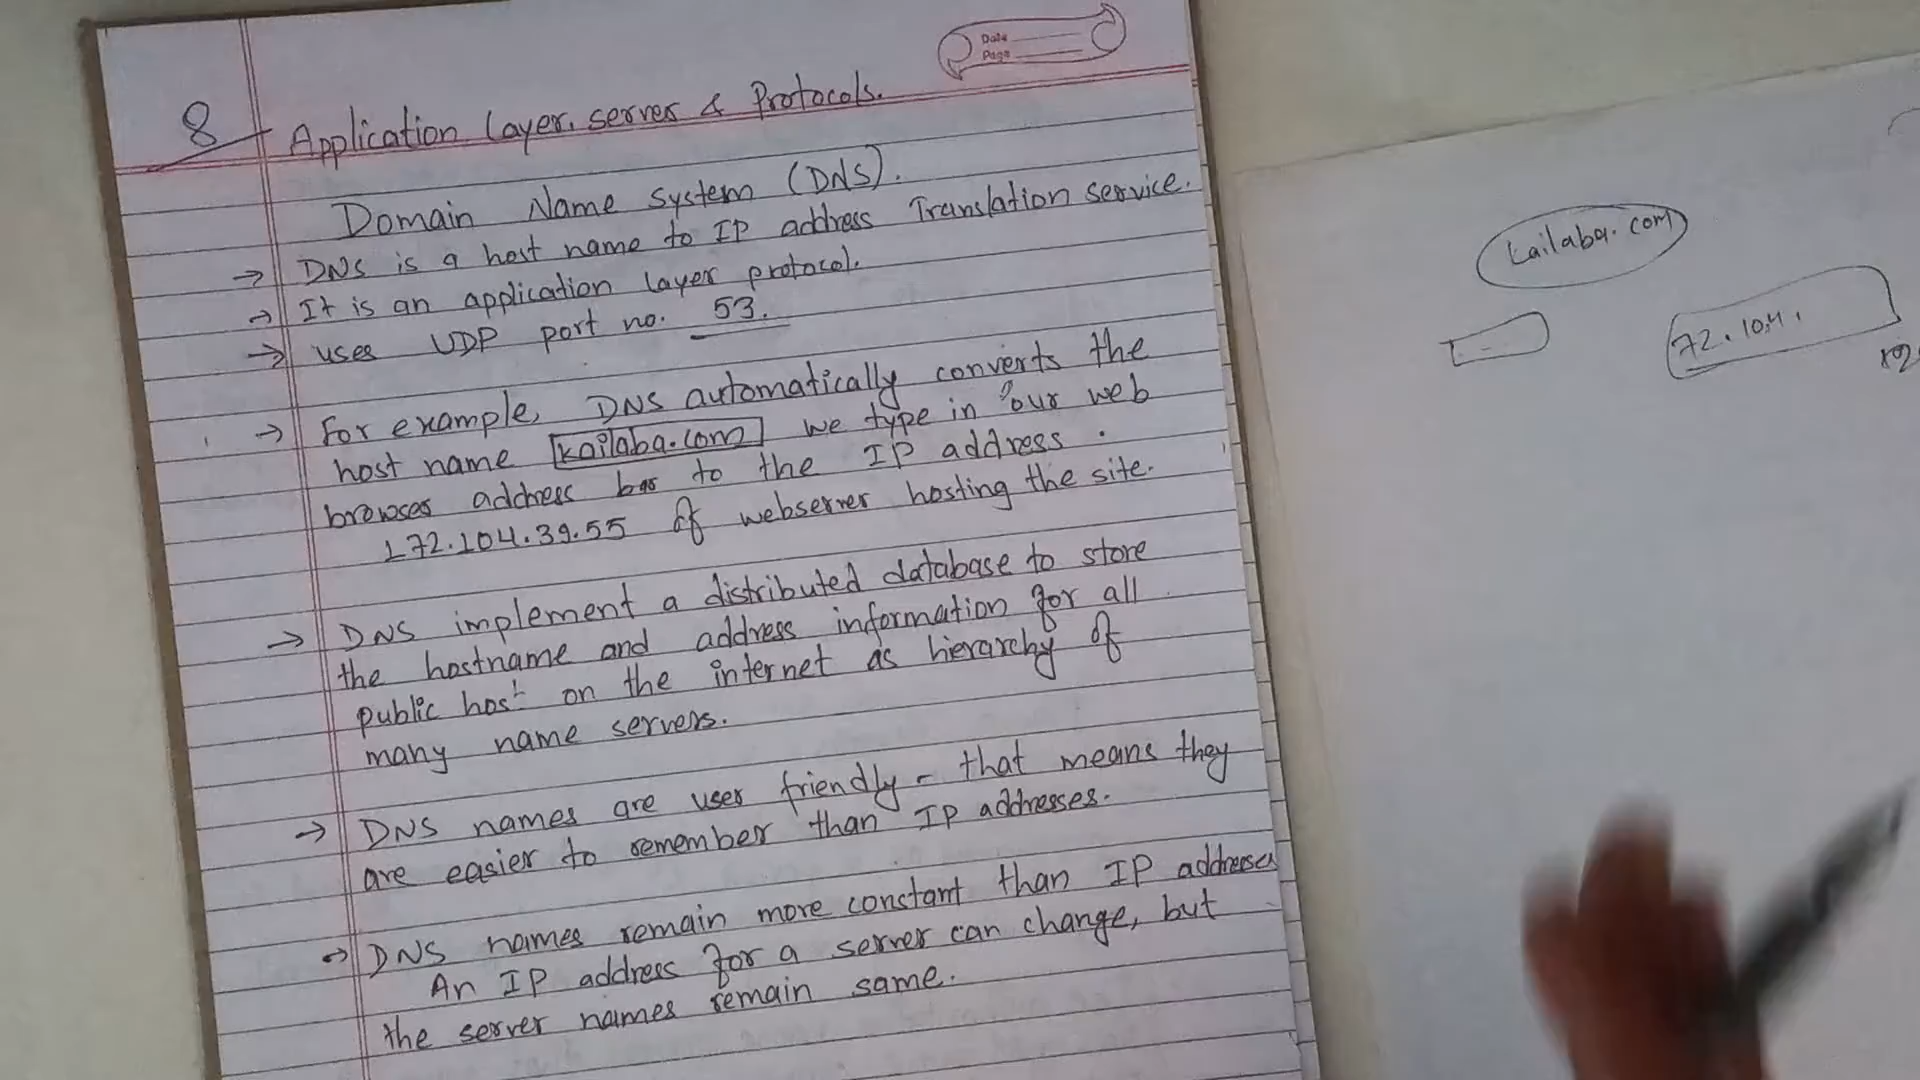 Date
Page
8 Application Layer, server & Protocols.
Domain Name System (DNS).
→ DNS is a host name to IP address Translation service.
→ It is an application layer protocol.
→ uses UDP port no. 53.
→ For example, DNS automatically converts the
host name kailaba.com we type in our web
browser address bar to the IP address.
172.104.39.55 of webserver hosting the site.
→ DNS implement a distributed database to store
the hostname and address information for all
public host on the internet as hierarchy of
many name servers.
→ DNS names are user friendly - that means they
are easier to remember than IP addresses.
→ DNS names remain more constant than IP addresses
An IP address for a server can change, but
the server names remain same.
kailaba.com
72.104.